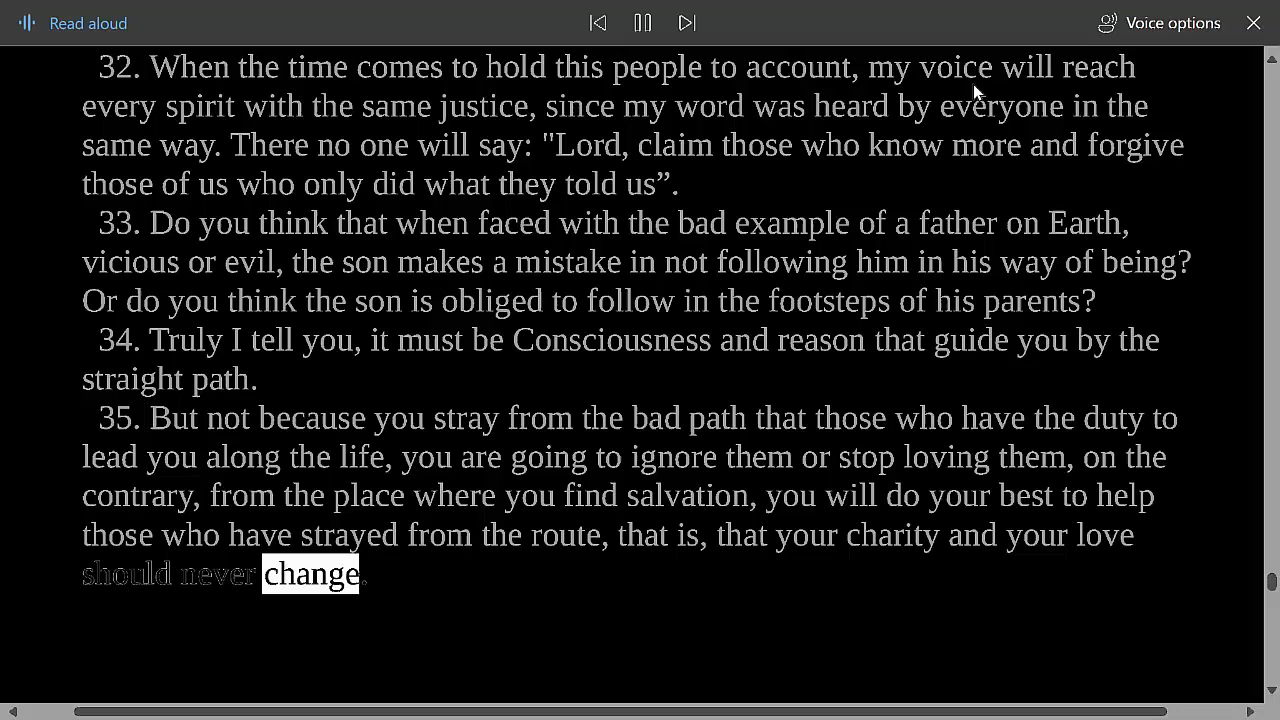 Read aloud
Voice options
32. When the time comes to hold this people to account, my voice will reach
every spirit with the same justice, since my word was heard by everyone in the
same way. There no one will say: "Lord, claim those who know more and forgive
those of us who only did what they told us”.
33. Do you think that when faced with the bad example of a father on Earth,
vicious or evil, the son makes a mistake in not following him in his way of being?
Or do you think the son is obliged to follow in the footsteps of his parents?
34. Truly I tell you, it must be Consciousness and reason that guide you by the
straight path.
35. But not because you stray from the bad path that those who have the duty to
lead you along the life, you are going to ignore them or stop loving them, on the
contrary, from the place where you find salvation, you will do your best to help
those who have strayed from the route, that is, that your charity and your love
should never change.